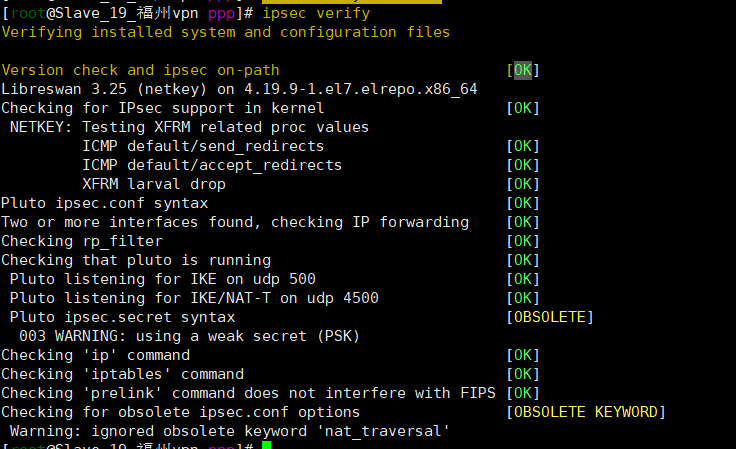 [root@Slave_19_福州vpn ppp]# ipsec verify
Verifying installed system and configuration files

Version check and ipsec on-path                         [OK]
Libreswan 3.25 (netkey) on 4.19.9-1.el7.elrepo.x86_64
Checking for IPsec support in kernel                    [OK]
 NETKEY: Testing XFRM related proc values
         ICMP default/send_redirects                    [OK]
         ICMP default/accept_redirects                  [OK]
         XFRM larval drop                               [OK]
Pluto ipsec.conf syntax                                 [OK]
Two or more interfaces found, checking IP forwarding    [OK]
Checking rp_filter                                      [OK]
Checking that pluto is running                          [OK]
 Pluto listening for IKE on udp 500                     [OK]
 Pluto listening for IKE/NAT-T on udp 4500              [OK]
 Pluto ipsec.secret syntax                              [OBSOLETE]
  003 WARNING: using a weak secret (PSK)
Checking 'ip' command                                   [OK]
Checking 'iptables' command                             [OK]
Checking 'prelink' command does not interfere with FIPS [OK]
Checking for obsolete ipsec.conf options                [OBSOLETE KEYWORD]
 Warning: ignored obsolete keyword 'nat_traversal'
[root@Slave_19_福州vpn ppp]#